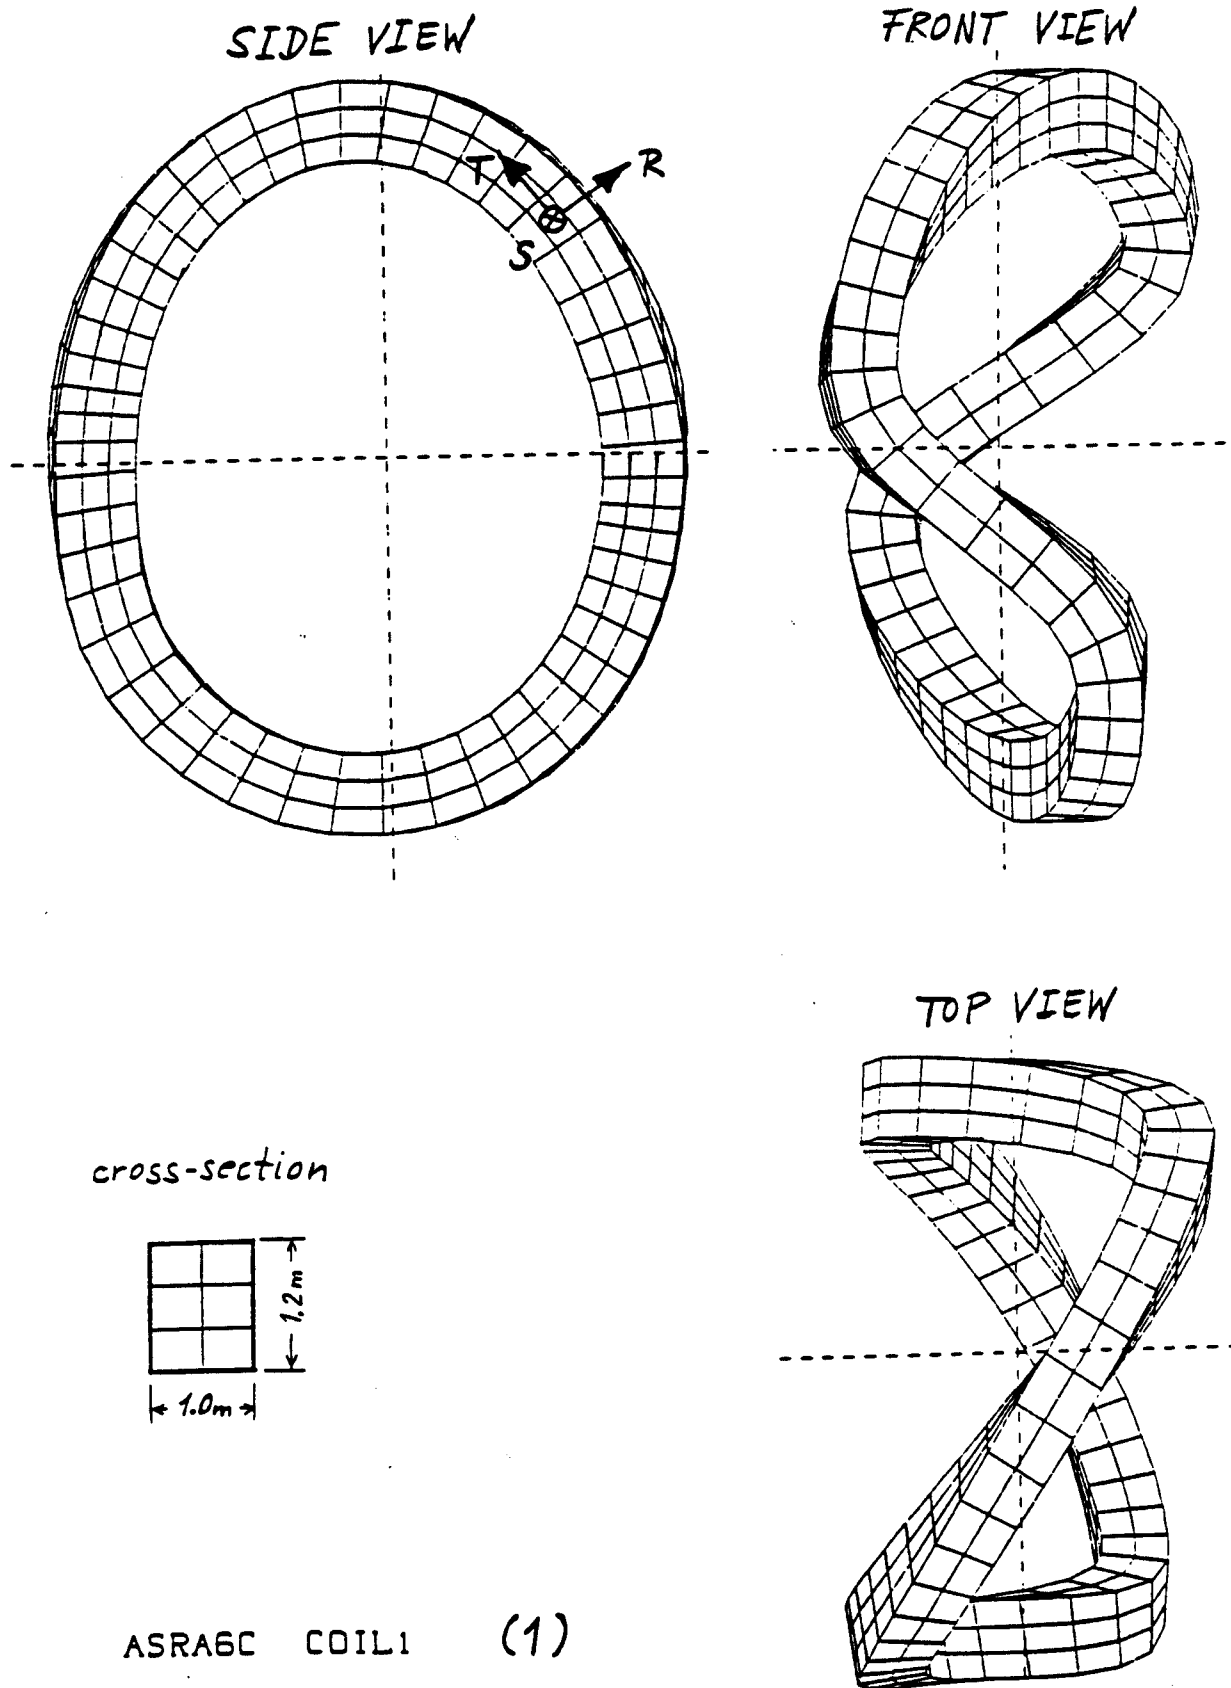 SIDE VIEW
FRONT VIEW
T
R
S
TOP VIEW
cross-section
1.2m
1.0m
ASRA6C COIL1 (1)